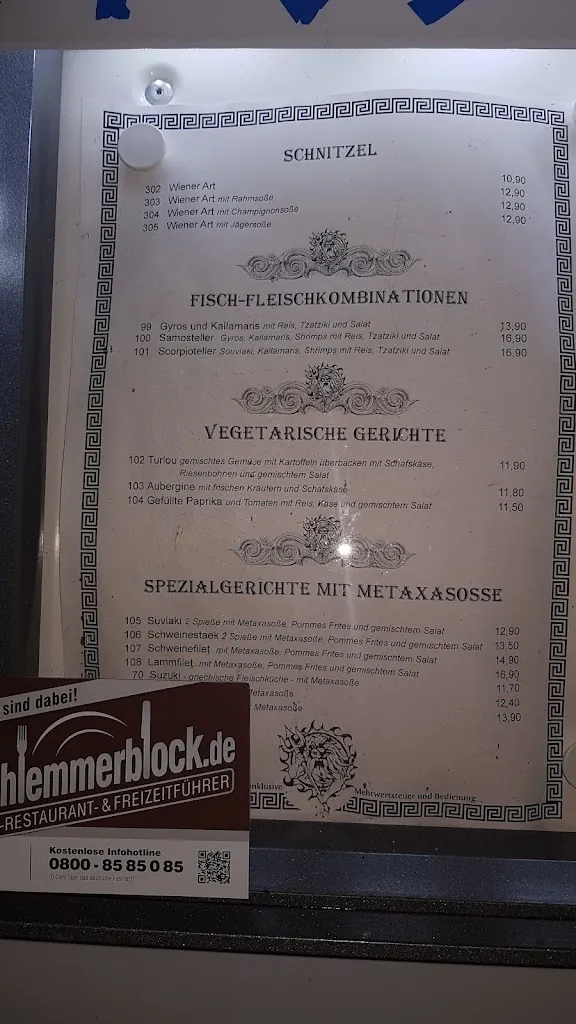 SCHNITZEL
302 Wiener Art 10,90
303 Wiener Art mit Rahmsoße 12,90
304 Wiener Art mit Champignonsoße 12,90
305 Wiener Art mit Jägersoße 12,90
FISCH-FLEISCHKOMBINATIONEN
99 Gyros und Kallamaris mit Reis, Tzatziki und Salat 13,90
100 Samosteller Gyros, Kallamaris, Shrimps mit Reis, Tzatziki und Salat 16,90
101 Scorpioteller Souvlaki, Kallamaris, Shrimps mit Reis, Tzatziki und Salat 16,90
VEGETARISCHE GERICHTE
102 Turlou gemischtes Gemüse mit Kartoffeln überbacken mit Schafskäse,
Riesenbohnen und gemischtem Salat 11,90
103 Aubergine mit frischen Kräutern und Schafskäse 11,80
104 Gefüllte Paprika und Tomaten mit Reis, Käse und gemischtem Salat 11,50
SPEZIALGERICHTE MIT METAXASOSSE
105 Suvlaki 2 Spieße mit Metaxasoße, Pommes Frites und gemischtem Salat 12,90
106 Schweinestaek 2 Spieße mit Metaxasoße, Pommes Frites und gemischtem Salat 13,50
107 Schweinefilet mit Metaxasoße, Pommes Frites und gemischtem Salat 14,90
108 Lammfilet mit Metaxasoße, Pommes Frites und gemischtem Salat 16,90
70 Suzuki - griechische Fleischküche - mit Metaxasoße 11,70
Metaxasoße 12,40
Metaxasoße 13,90
inklusive Mehrwertsteuer und Bedienung
sind dabei!
hlemmerblock.de
-RESTAURANT- & FREIZEITFÜHRER
Kostenlose Infohotline
0800 - 85 85 0 85